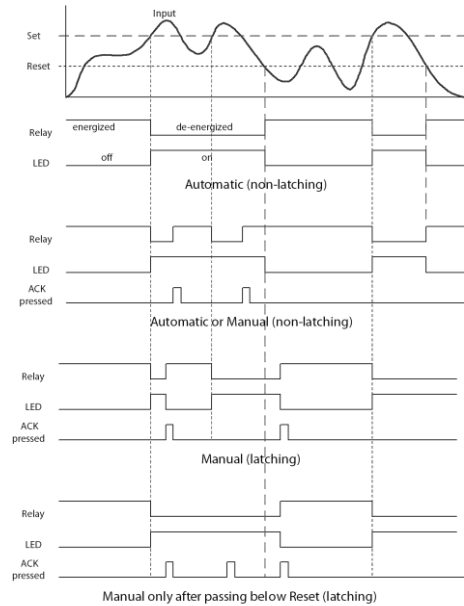 Input
Set
Reset
energized de-energized
Relay
off on
LED
Automatic (non-latching)
Relay
LED
ACK
pressed
Automatic or Manual (non-latching)
Relay
LED
ACK
pressed
Manual (latching)
Relay
LED
ACK
pressed
Manual only after passing below Reset (latching)